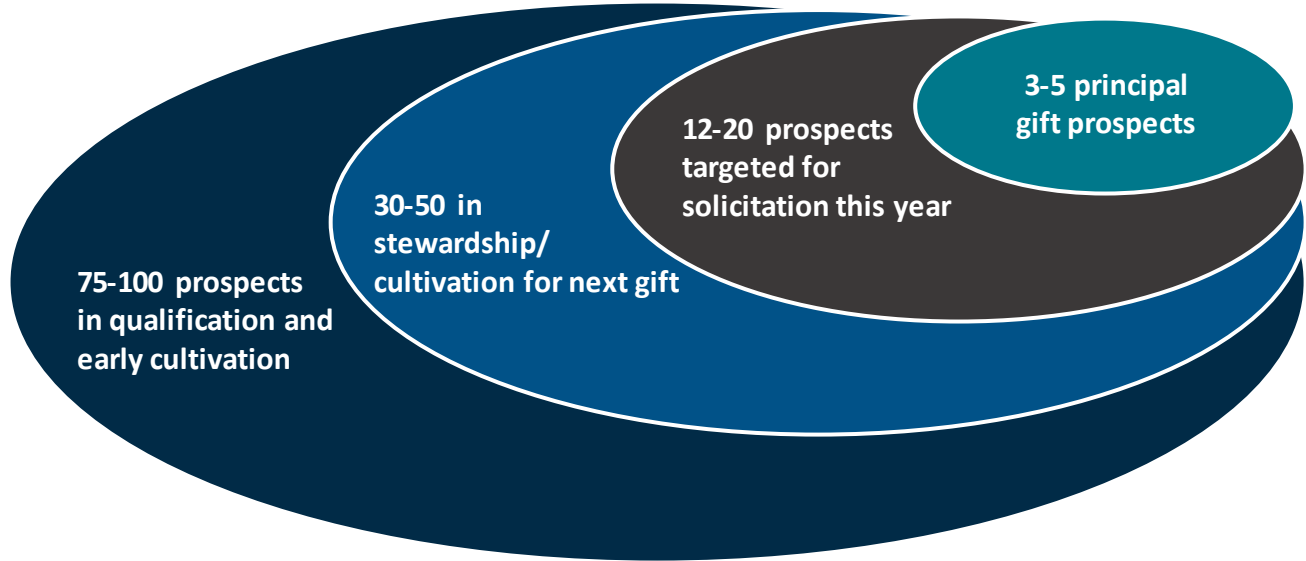 75-100 prospects
in qualification and
early cultivation
30-50 in
stewardship/
cultivation for next gift
12-20 prospects
targeted for
solicitation this year
3-5 principal
gift prospects